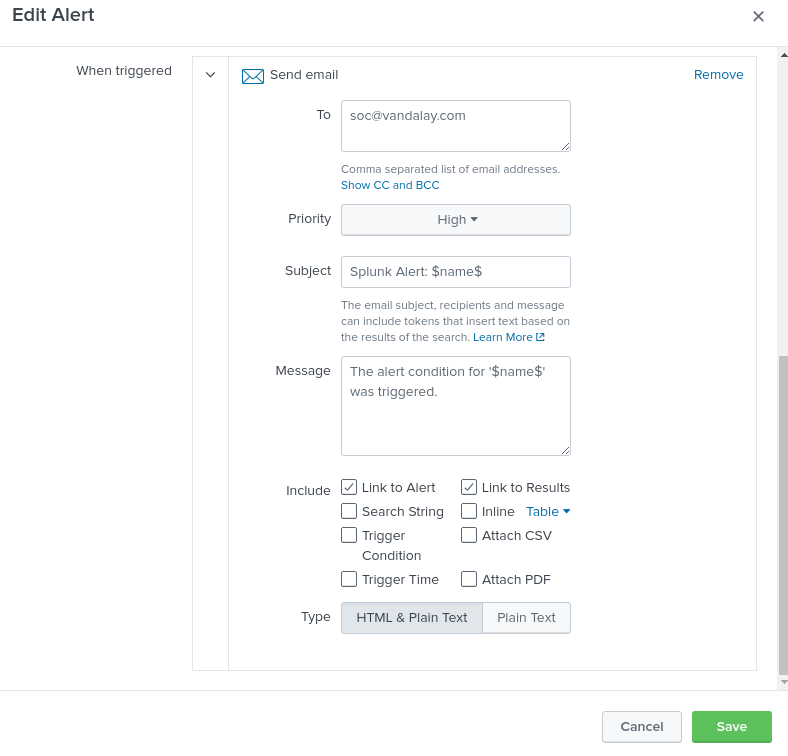 Edit Alert
When triggered
Send email
Remove
To
soc@vandalay.com
Comma separated list of email addresses.
Show CC and BCC
Priority
High
Subject
Splunk Alert: $name$
The email subject, recipients and message
can include tokens that insert text based on
the results of the search. Learn More
Message
The alert condition for '$name$'
was triggered.
Include
Link to Alert
Link to Results
Search String
Inline Table
Trigger
Condition
Attach CSV
Trigger Time
Attach PDF
Type
HTML & Plain Text
Plain Text
Cancel
Save